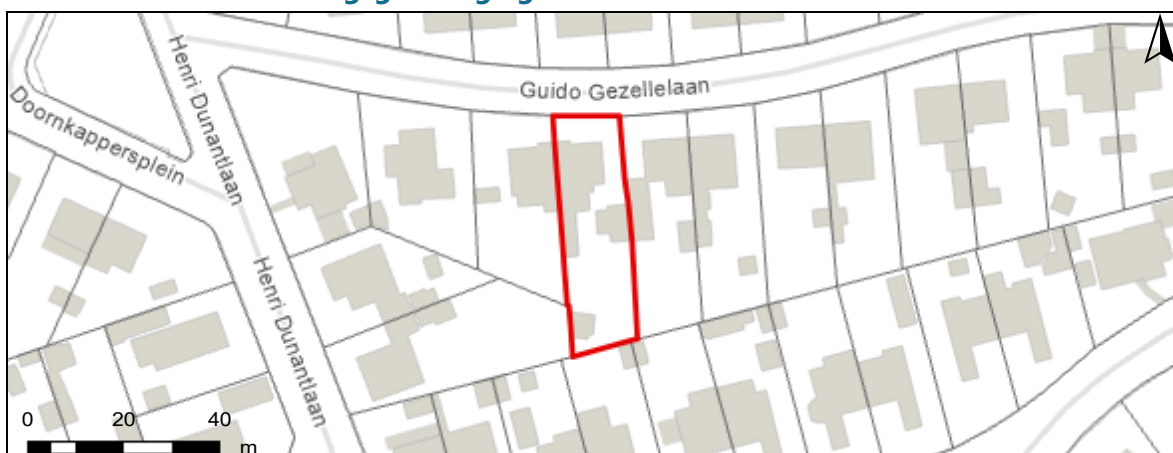 Henri Dunantlaan
Guido Gezellelaan
Doornkappersplein
Henri Dunantlaan
0 20 40
m